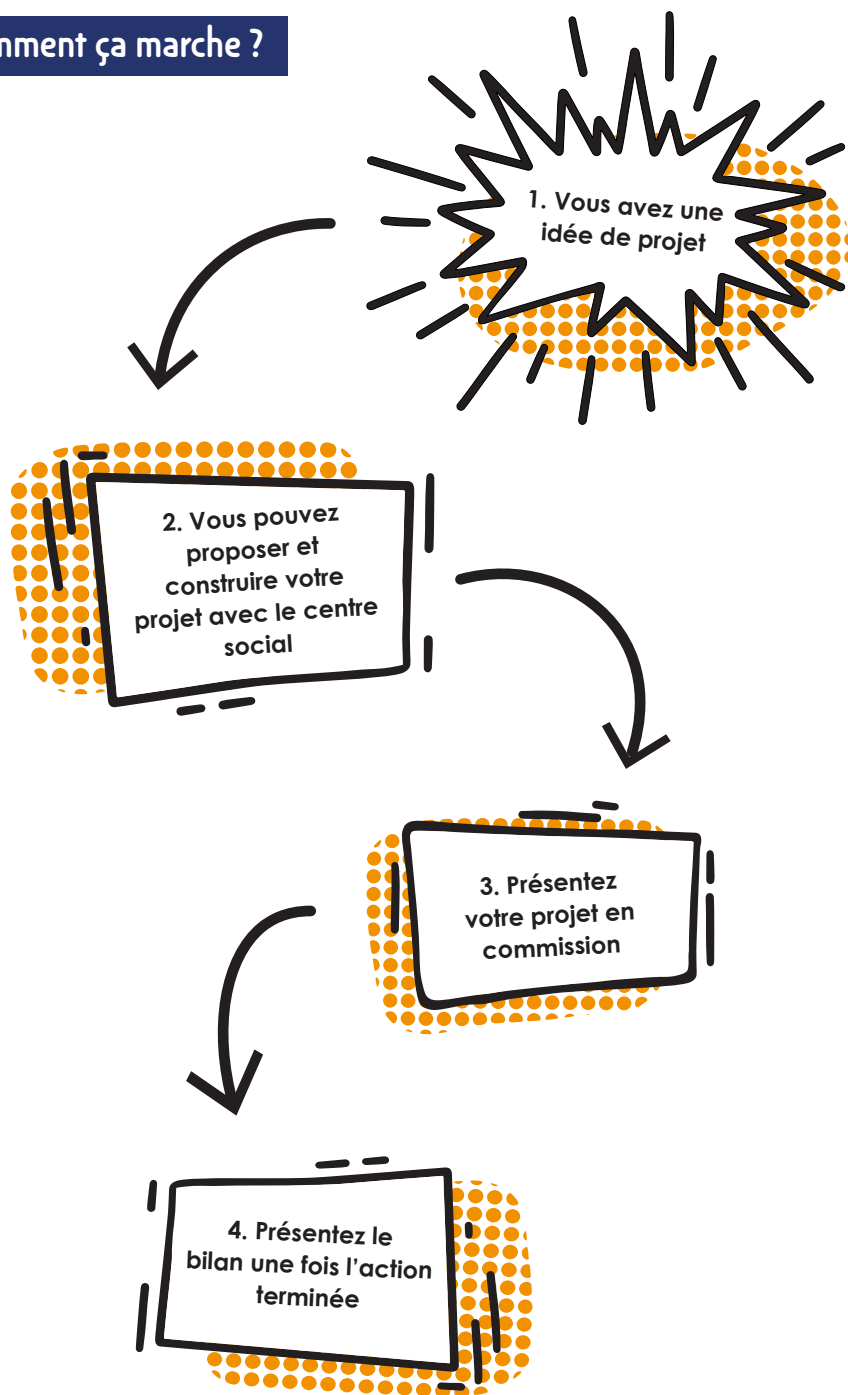 mment ça marche ?
1. Vous avez une
idée de projet
2. Vous pouvez
proposer et
construire votre
projet avec le centre
social
3. Présentez
votre projet en
commission
4. Présentez le
bilan une fois l'action
terminée